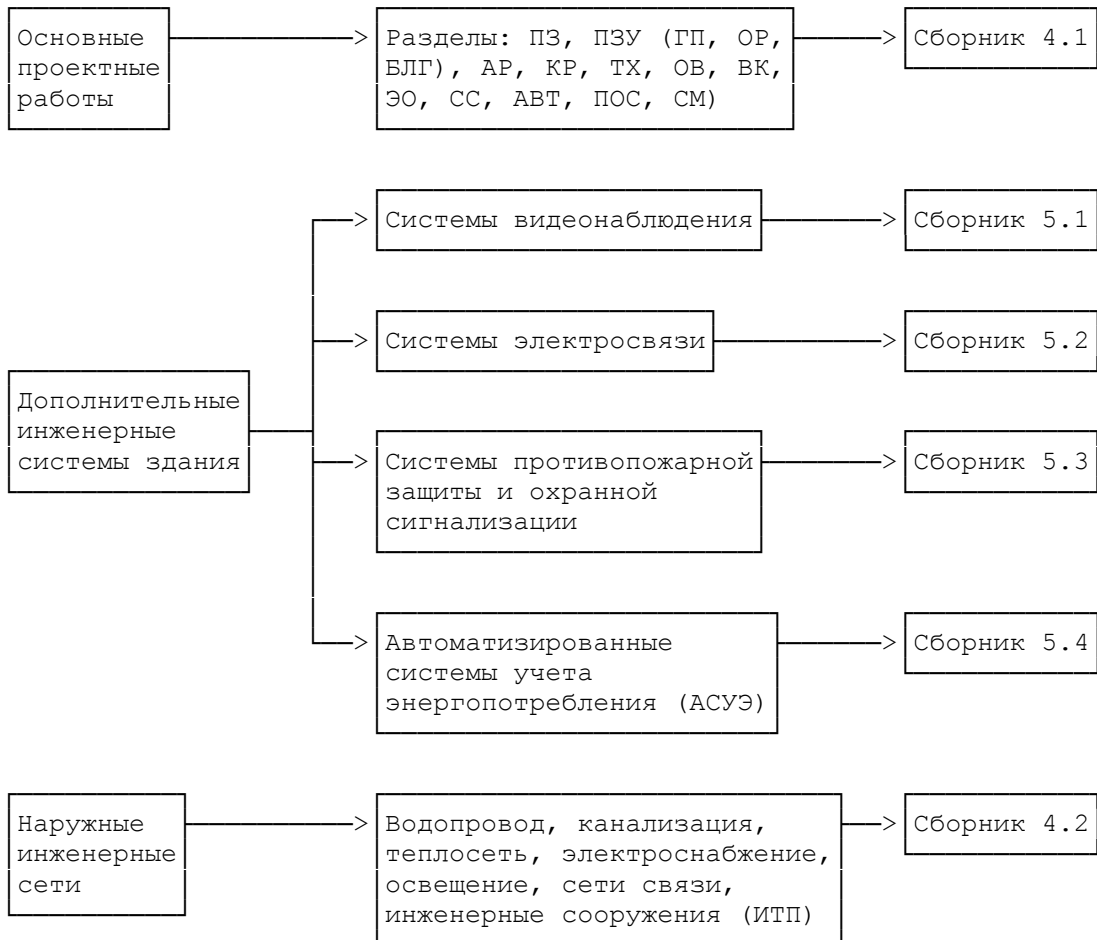 Основные
проектные
работы
Разделы: ПЗ, ПЗУ (ГП, ОР,
БЛГ), АР, КР, ТХ, ОВ, ВК,
ЭО, СС, АВТ, ПОС, СМ)
Сборник 4.1
Дополнительные
инженерные
системы здания
Системы видеонаблюдения
Сборник 5.1
Системы электросвязи
Сборник 5.2
Системы противопожарной
защиты и охранной
сигнализации
Сборник 5.3
Автоматизированные
системы учета
энергопотребления (АСУЭ)
Сборник 5.4
Наружные
инженерные
сети
Водопровод, канализация,
теплосеть, электроснабжение,
освещение, сети связи,
инженерные сооружения (ИТП)
Сборник 4.2